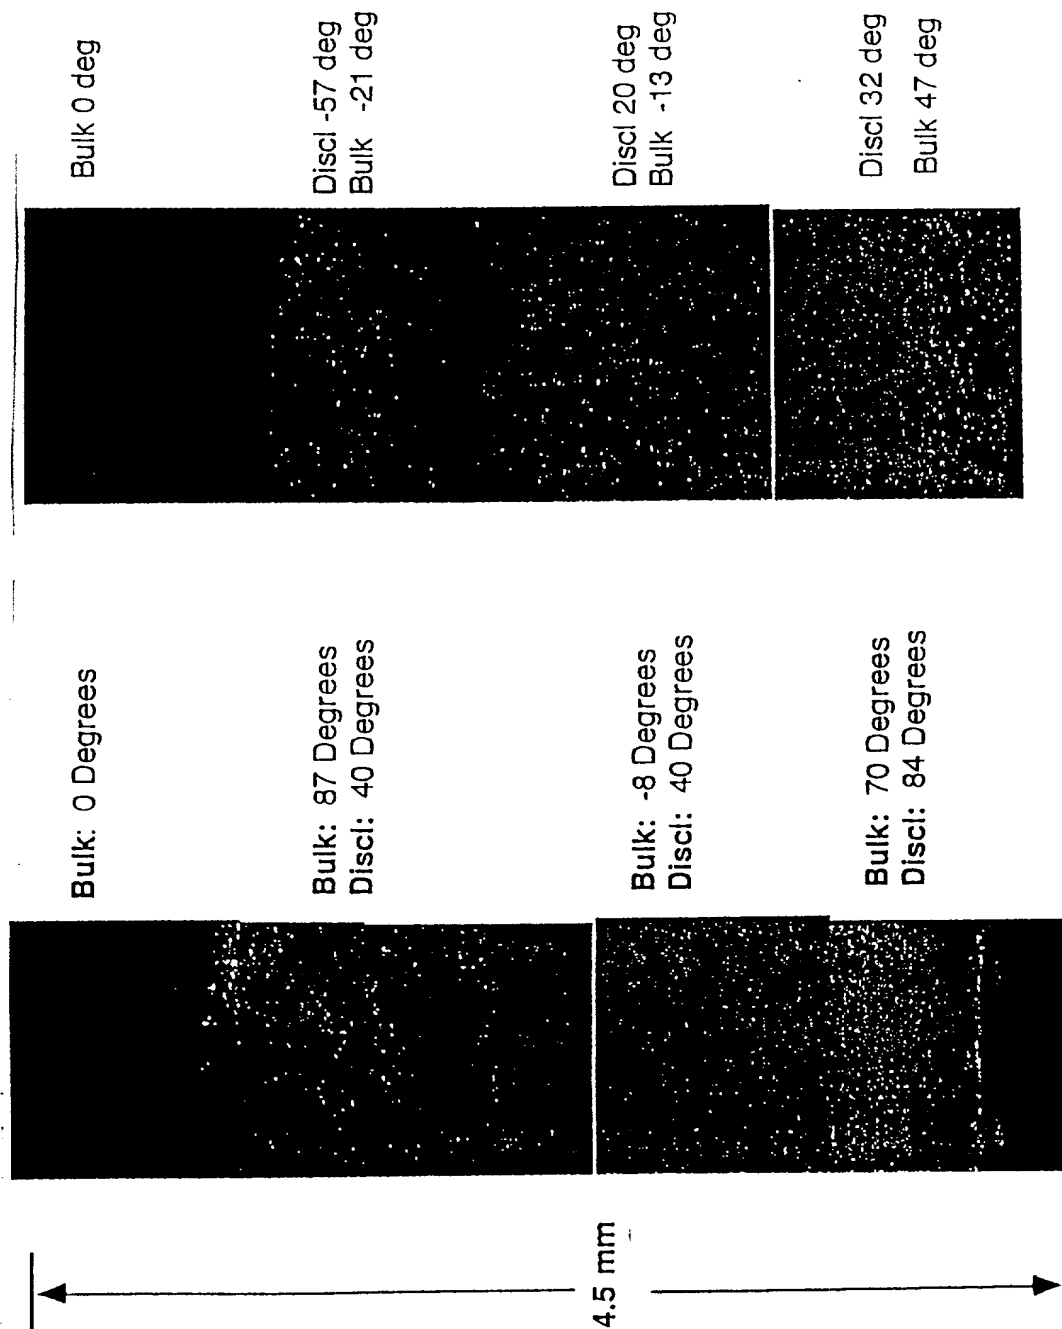 Bulk 0 deg
Discl -57 deg
Bulk -21 deg
Discl 20 deg
Bulk -13 deg
Discl 32 deg
Bulk 47 deg
Bulk: 0 Degrees
Bulk: 87 Degrees
Discl: 40 Degrees
Bulk: -8 Degrees
Discl: 40 Degrees
Bulk: 70 Degrees
Discl: 84 Degrees
4.5 mm